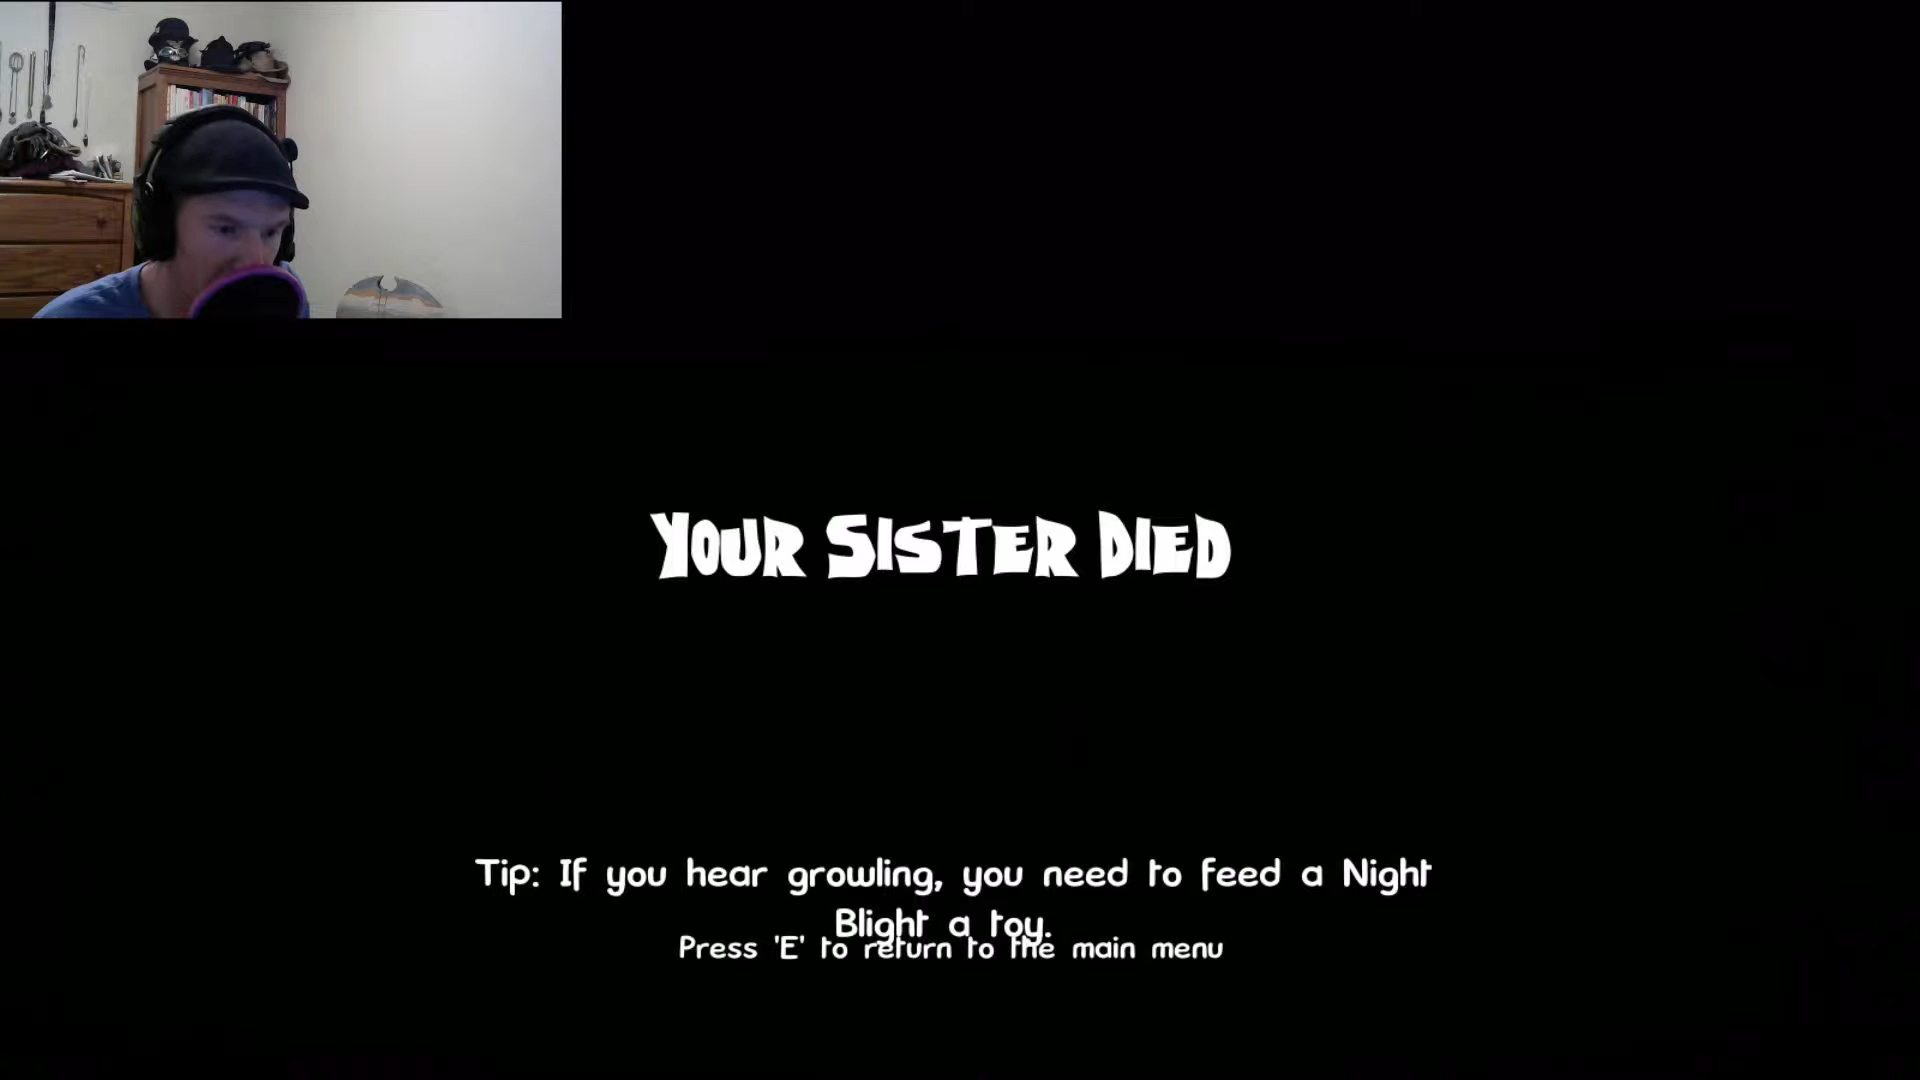 YOUR SISTER DIED
Tip: If you hear growling, you need to feed a Night
Blight a toy.
Press 'E' to return to the main menu